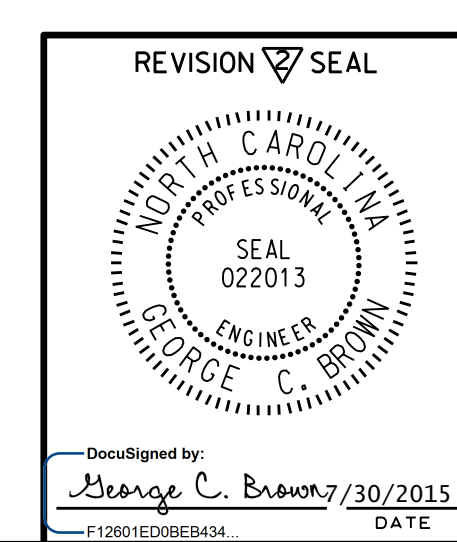 REVISION 2 SEAL
NORTH CAROLINA
PROFESSIONAL
SEAL
022013
ENGINEER
GEORGE C. BROWN
DocuSigned by:
George C. Brown 7/30/2015
DATE
F12601ED0BEB434...